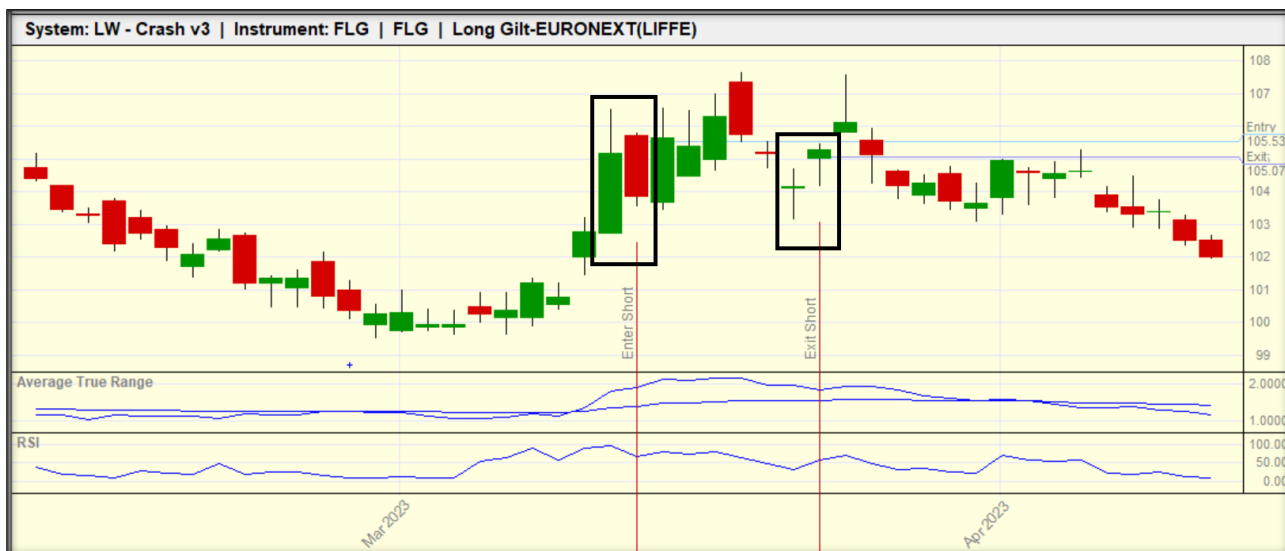 System: LW - Crash v3 | Instrument: FLG | FLG | Long Gilt-EURONEXT(LIFFE)
108
107
Entry
105.53
Exit;
105.07
104
103
102
101
100
99
Enter Short
Exit Short
Average True Range
2.0000
1.0000
RSI
100.00
50.00
0.00
Mar 2023
Apr 2023